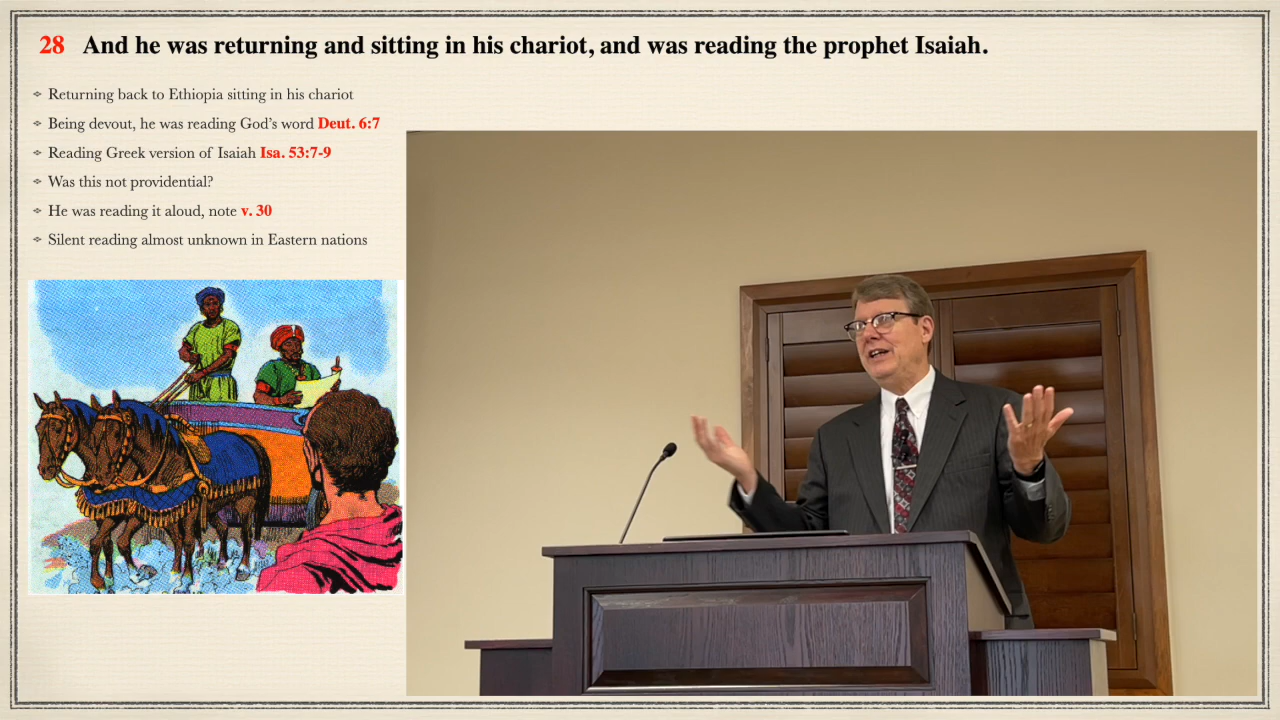 28 And he was returning and sitting in his chariot, and was reading the prophet Isaiah.
Returning back to Ethiopia sitting in his chariot
Being devout, he was reading God’s word Deut. 6:7
Reading Greek version of Isaiah Isa. 53:7-9
Was this not providential?
He was reading it aloud, note v. 30
Silent reading almost unknown in Eastern nations